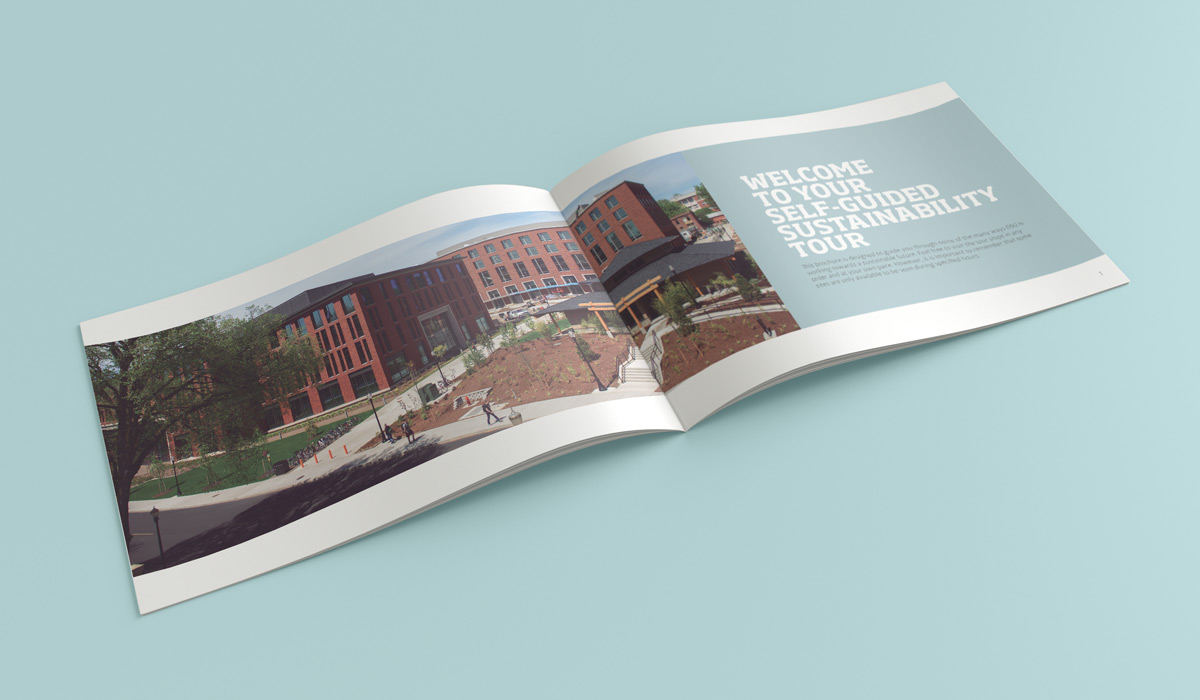 WELCOME
TO YOUR
SELF-GUIDED
SUSTAINABILITY
TOUR
This brochure is designed to guide you through some of the many ways OSU is
working towards a sustainable future. Feel free to visit the tour stops in any
order and at your own pace. However, it is important to remember that some
sites are only available to be seen during specified hours.
1